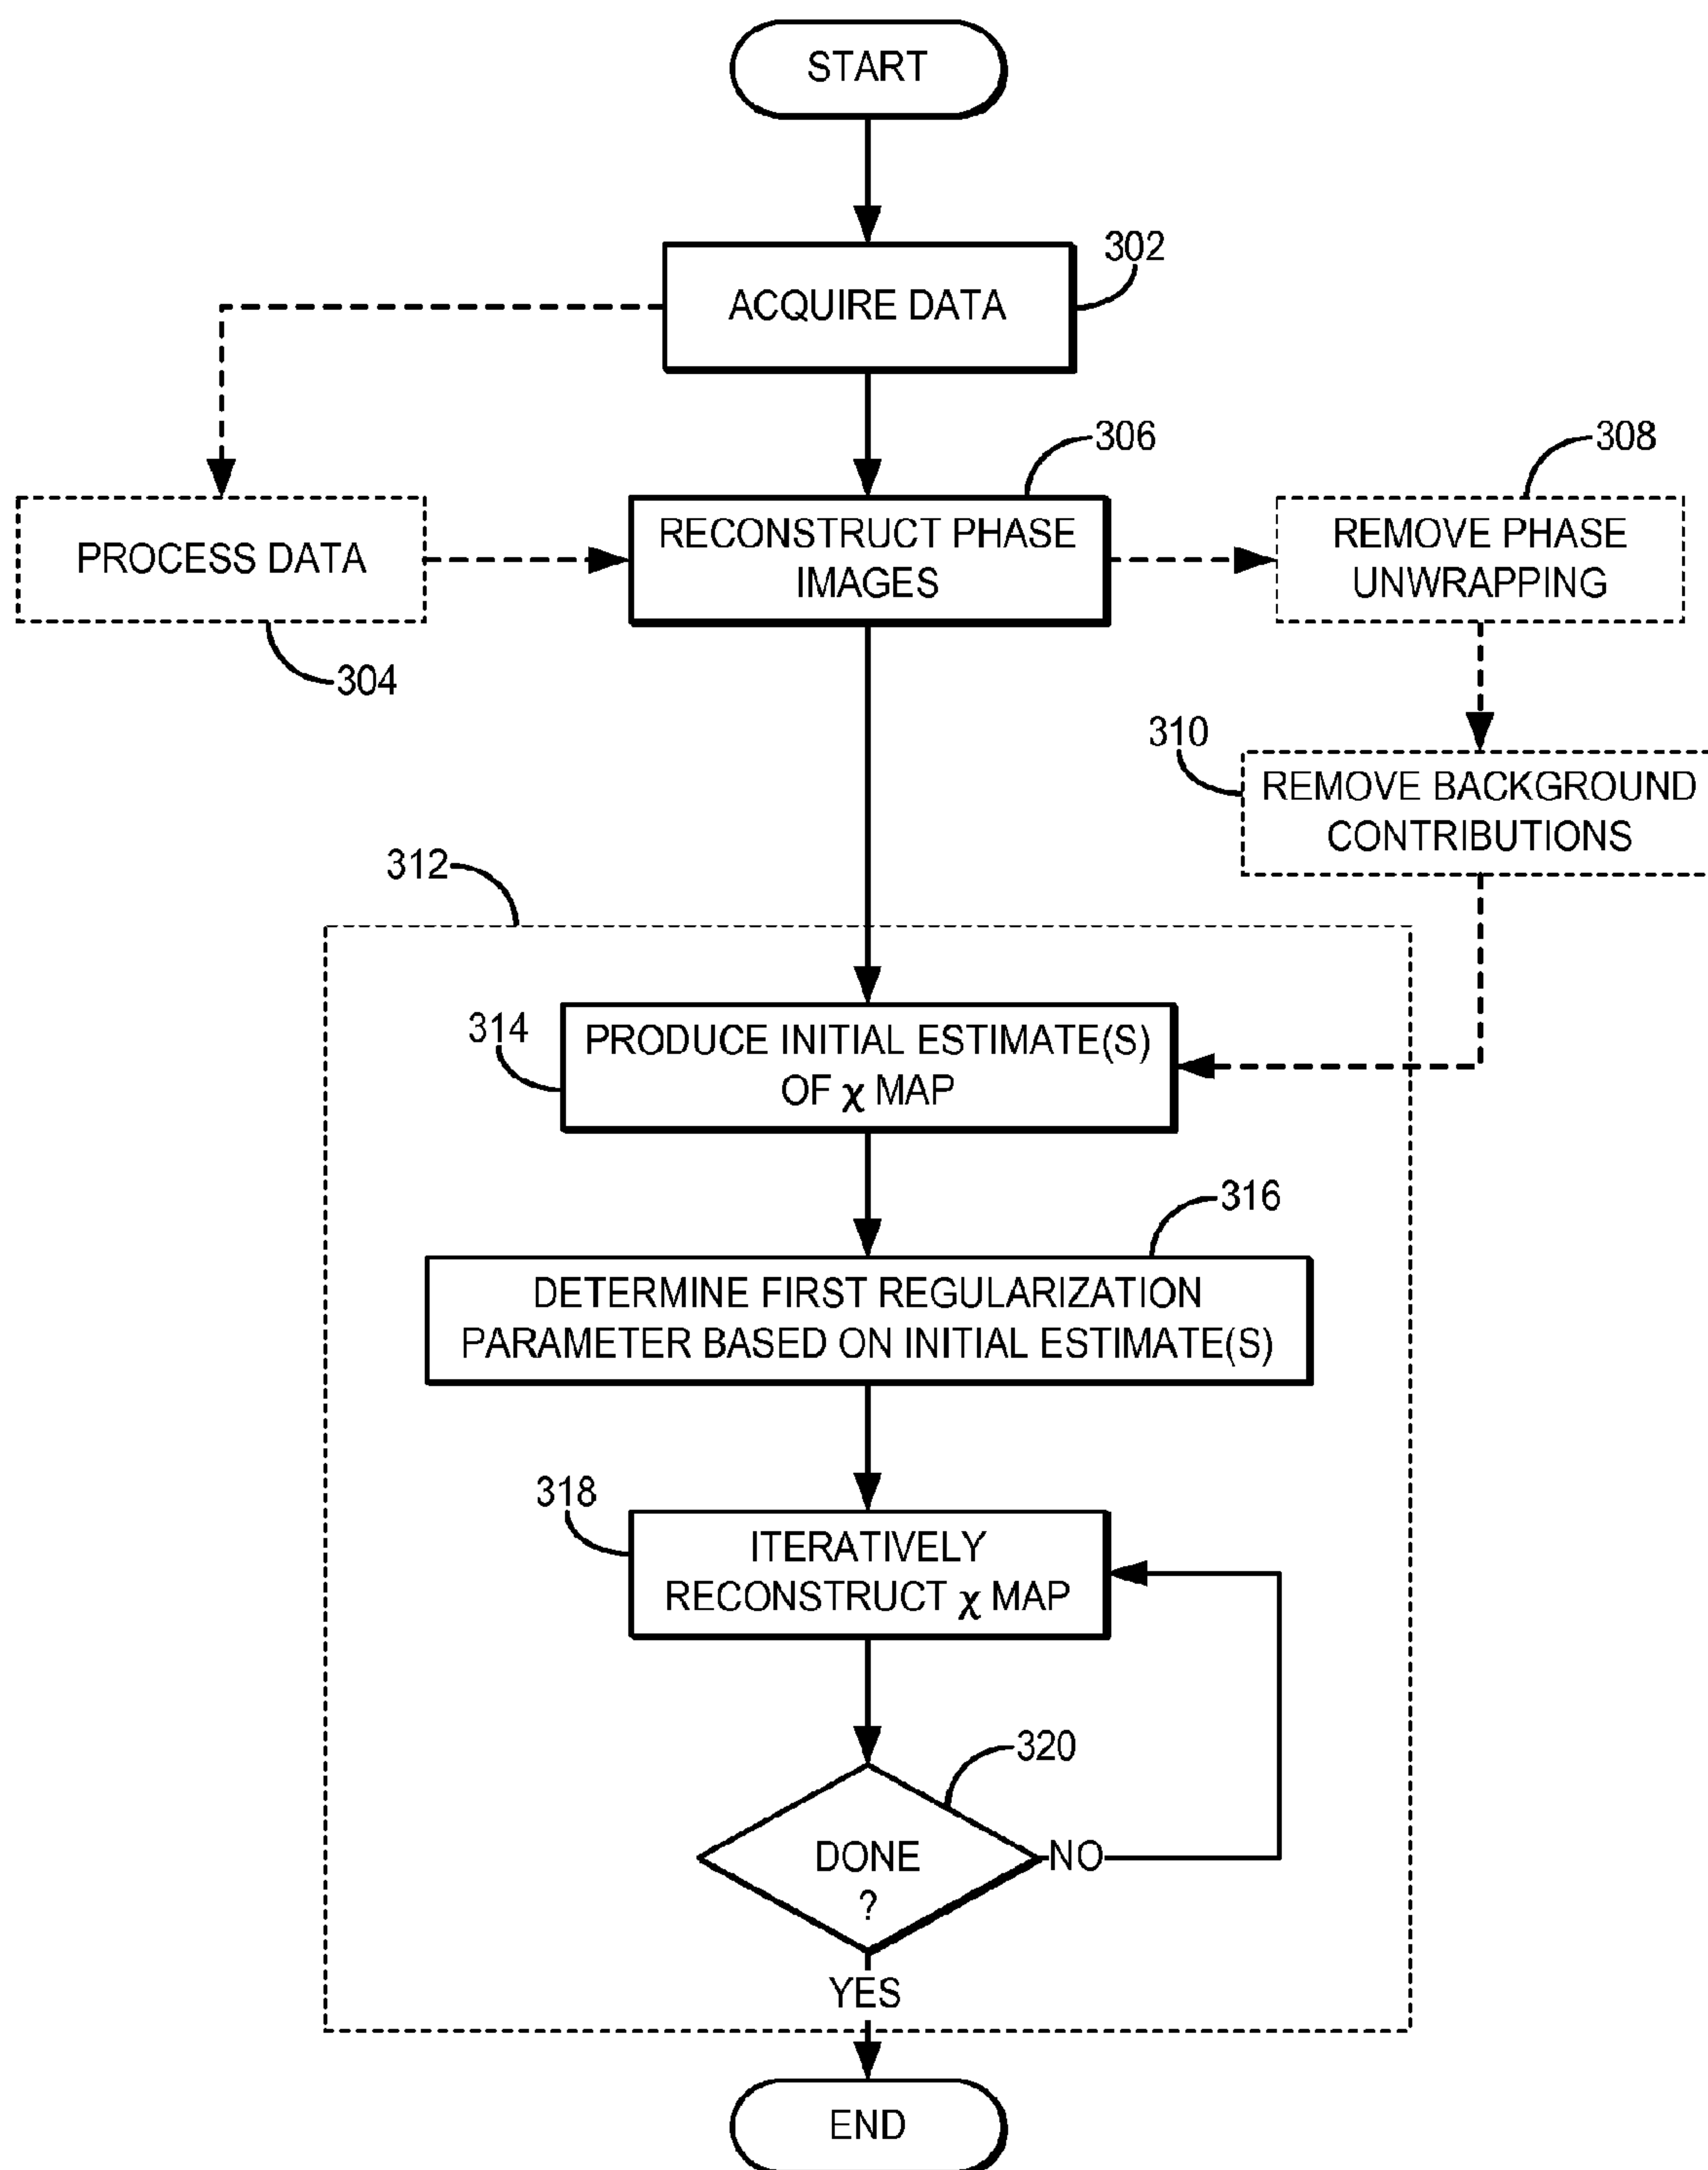 START
302
ACQUIRE DATA
306
308
RECONSTRUCT PHASE
IMAGES
REMOVE PHASE
UNWRAPPING
PROCESS DATA
304
310
REMOVE BACKGROUND
CONTRIBUTIONS
312
314
PRODUCE INITIAL ESTIMATE(S)
OF χ MAP
316
DETERMINE FIRST REGULARIZATION
PARAMETER BASED ON INITIAL ESTIMATE(S)
318
ITERATIVELY
RECONSTRUCT χ MAP
320
DONE
?
NO
YES
END